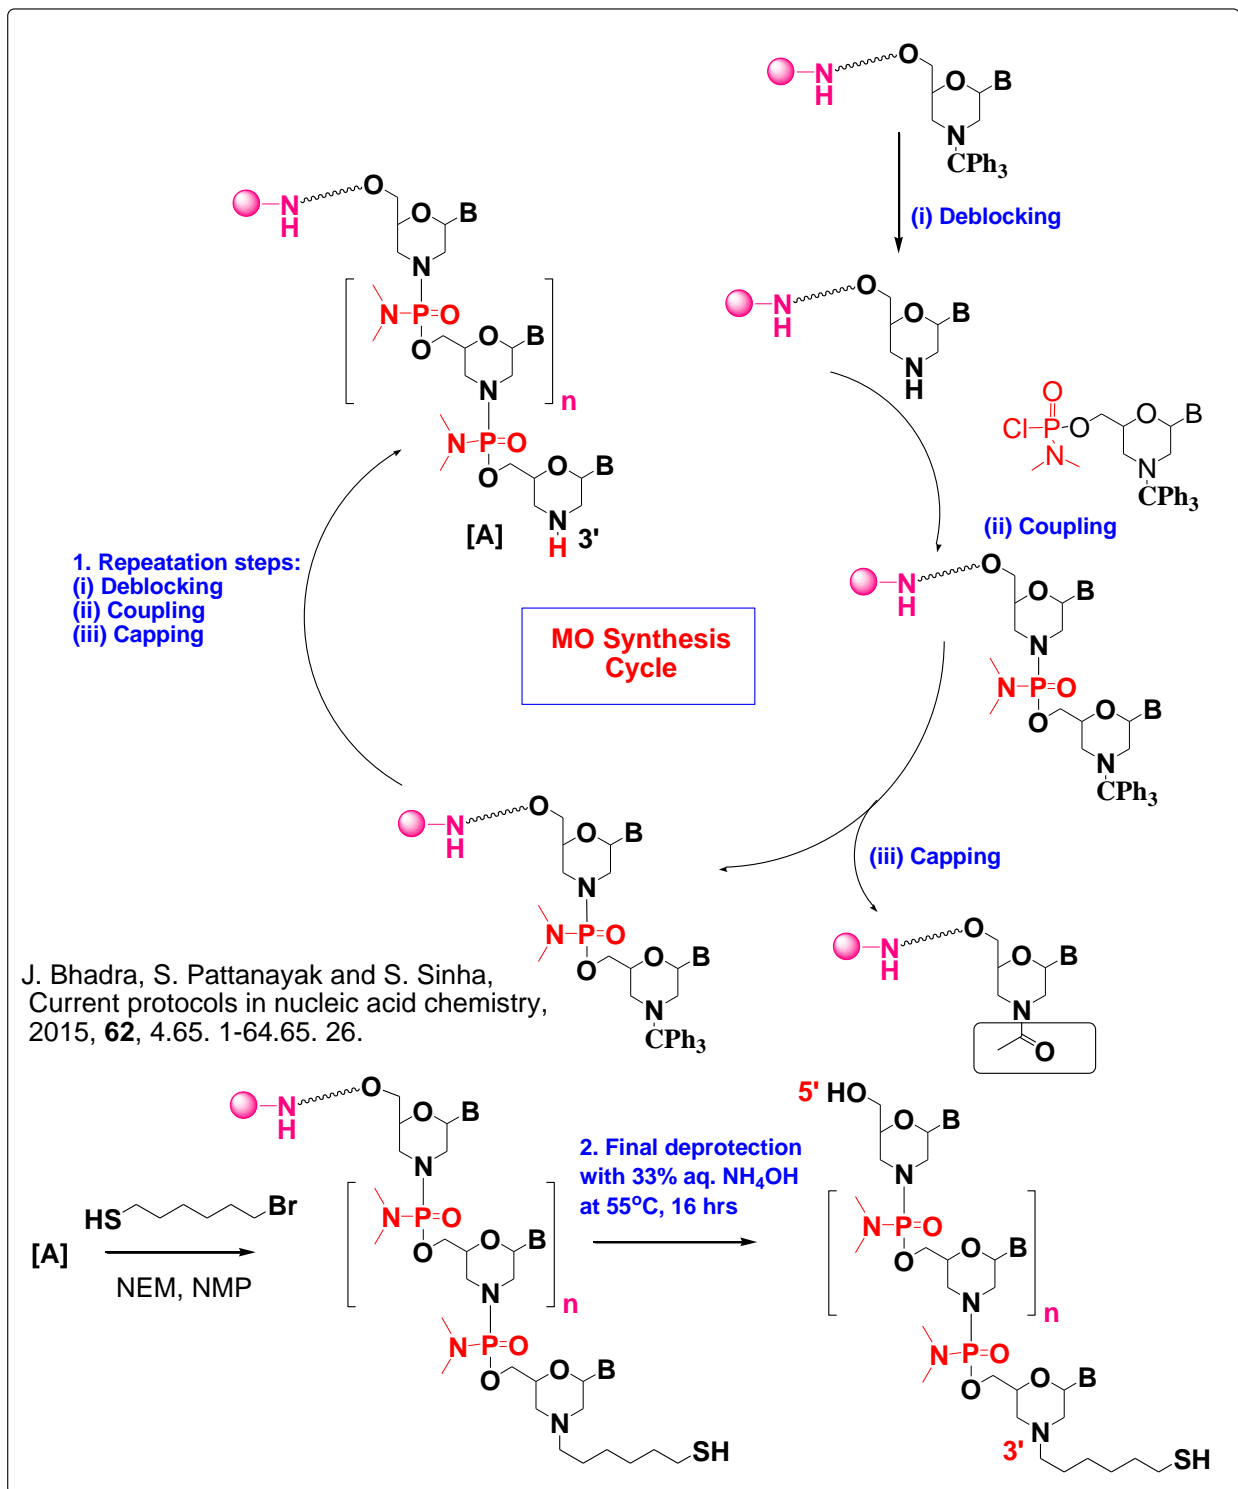 O
O
B
N
H
N
CPh3
(i) Deblocking
O
O
B
N
H
N
H
O
Cl P O
N
O
B
N
CPh3
(ii) Coupling
O
O
B
N
H
N
N P=O
O
O
B
N
CPh3
(iii) Capping
O
O
B
N
H
N
O
O
O
B
N
H
N
N P=O
O
O
B
N
n
N P=O
O
O
B
N
[A] H 3'
1. Repeatation steps:
(i) Deblocking
(ii) Coupling
(iii) Capping
MO Synthesis
Cycle
O
O
B
N
H
N
N P=O
O
O
B
N
CPh3
J. Bhadra, S. Pattanayak and S. Sinha,
Current protocols in nucleic acid chemistry,
2015, 62, 4.65. 1-64.65. 26.
HS Br
[A]
NEM, NMP
O
O
B
N
H
N
N P=O
O
O
B
N
n
N P=O
O
O
B
N
SH
2. Final deprotection
with 33% aq. NH4OH
at 55oC, 16 hrs
5' HO
O
B
N
N P=O
O
O
B
N
n
N P=O
O
O
B
N
3'
SH